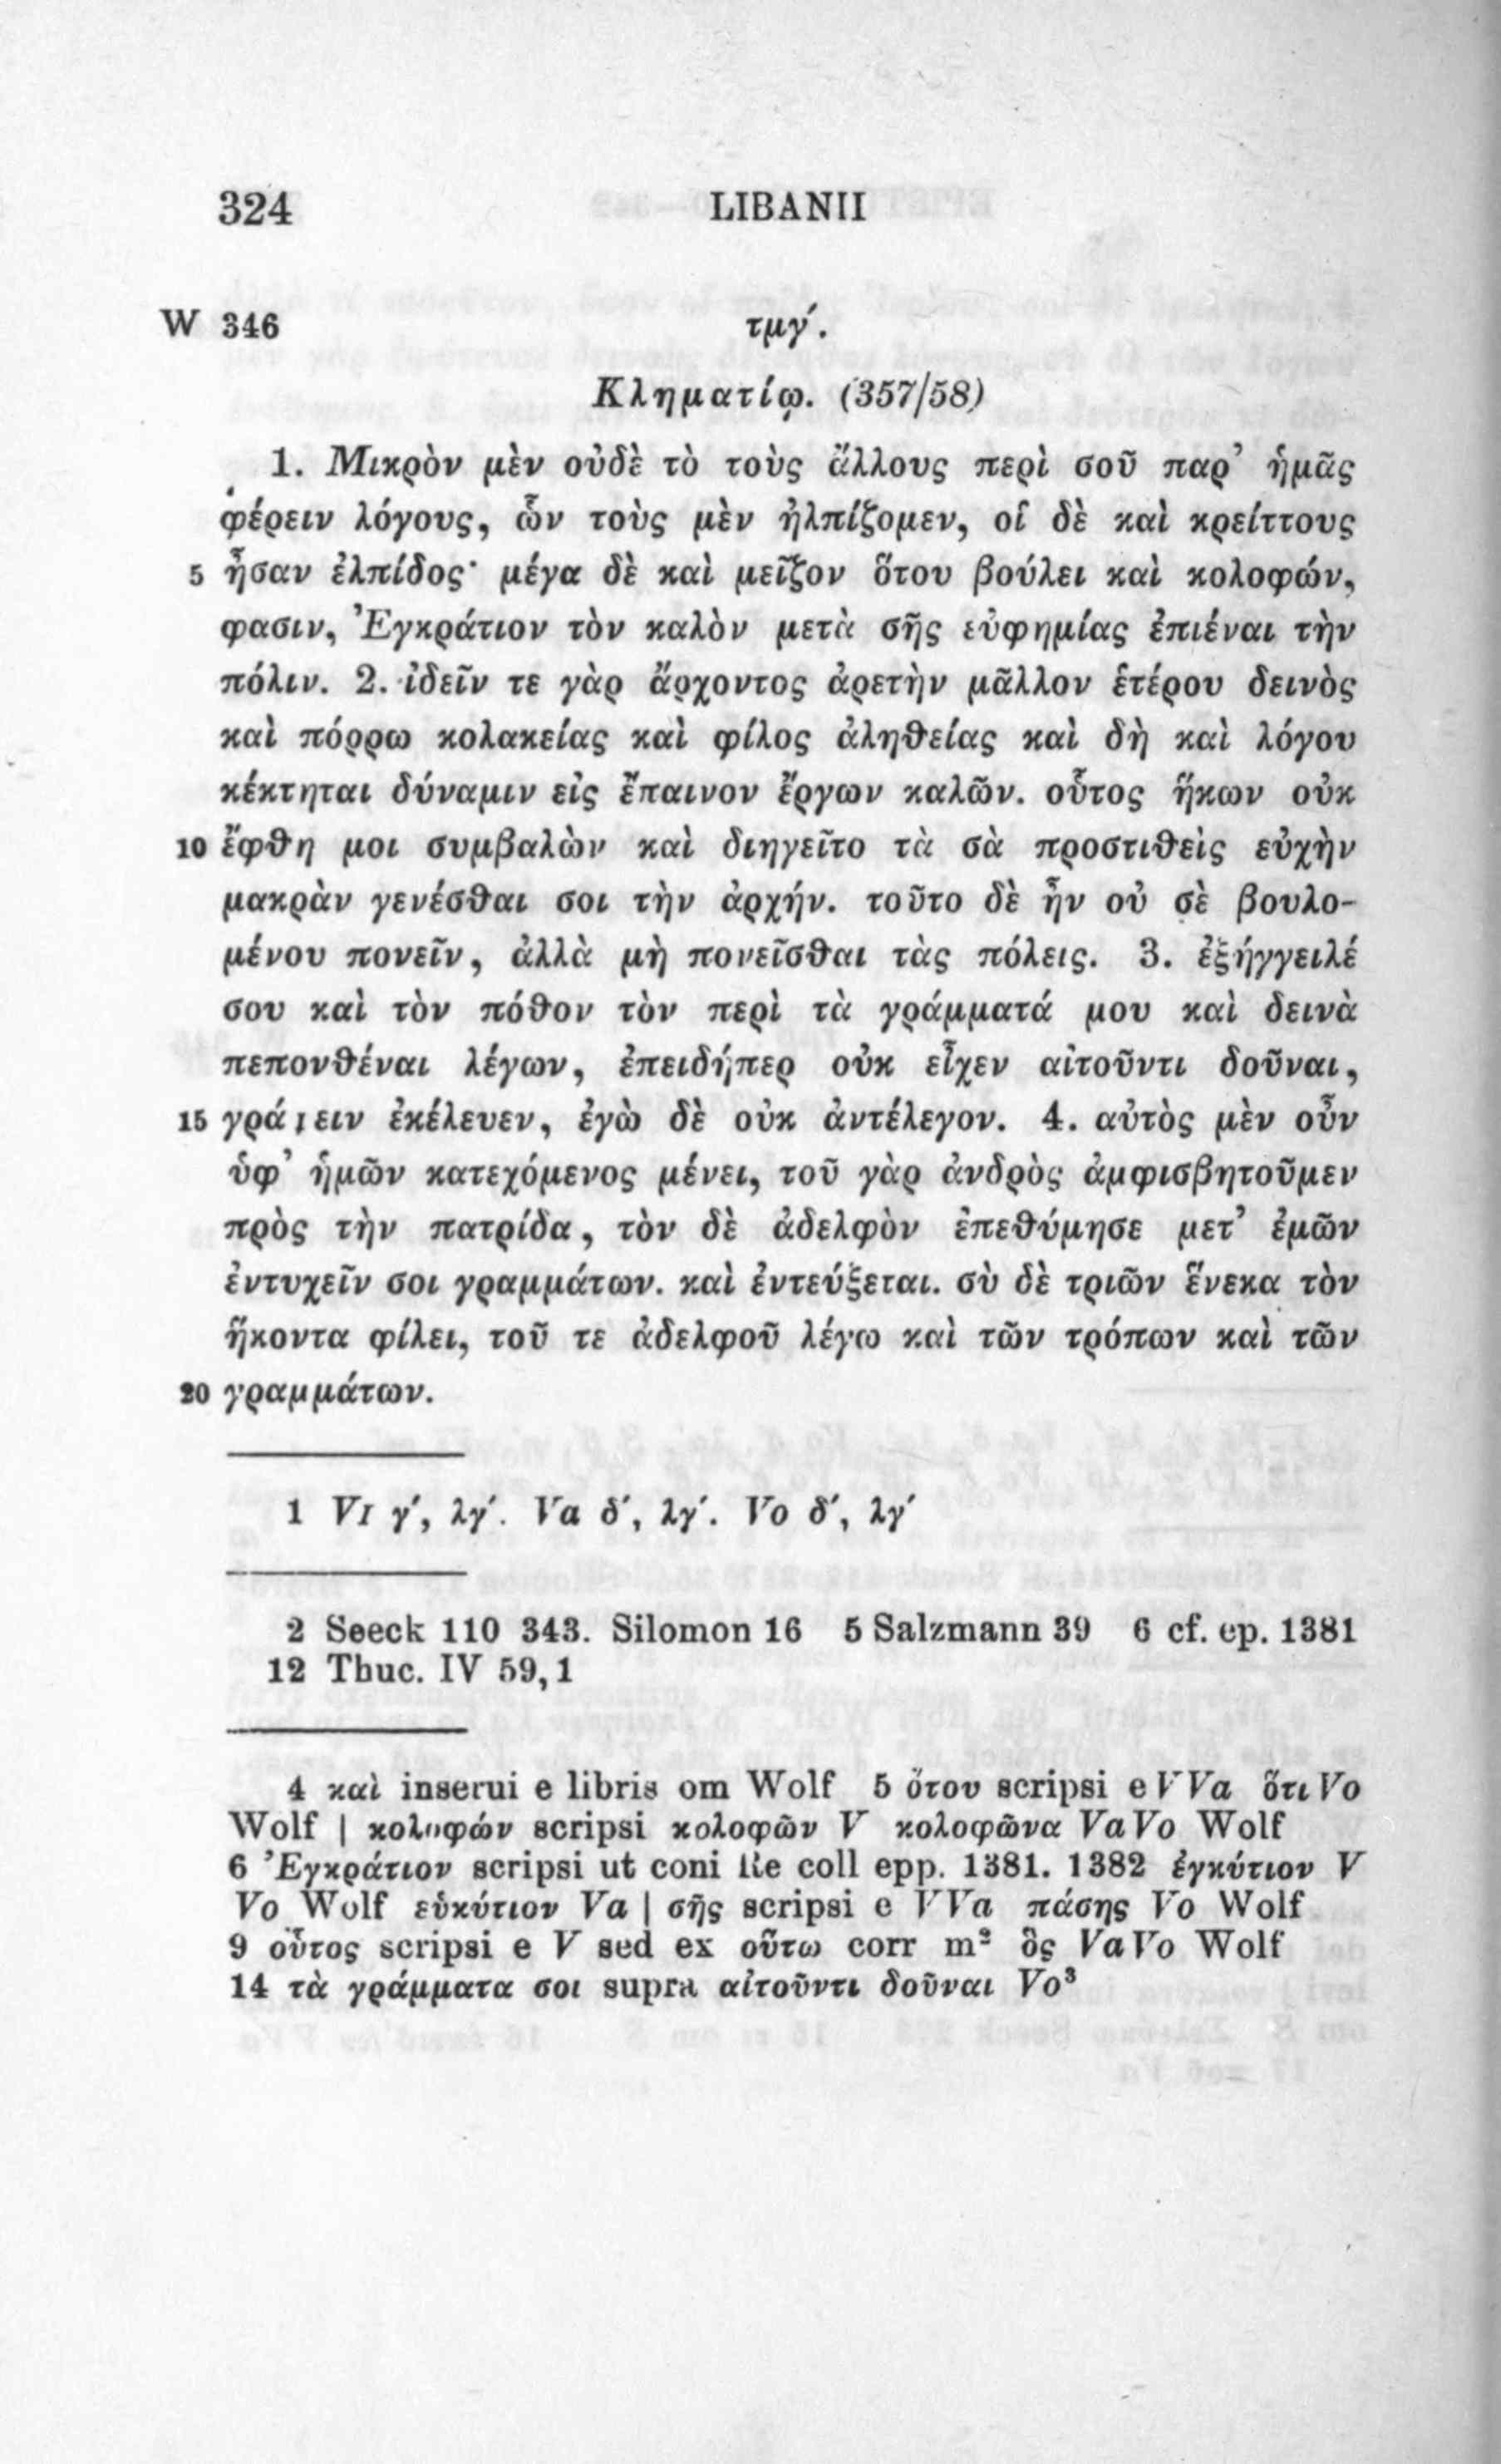 324 LIBANII
W 346 τμγ΄.
Κληματίῳ. (357/58)
1. Μικρὸν μὲν οὐδὲ τὸ τοὺς ἄλλους περὶ σοῦ παρ’ ἡμᾶς
φέρειν λόγους, ὧν τοὺς μὲν ἠλπίζομεν, οἱ δὲ καὶ κρείττους
5 ἦσαν ἐλπίδος· μέγα δὲ καὶ μεῖζον ὅτου βούλει καὶ κολοφών,
φασιν, Ἐγκράτιον τὸν καλὸν μετὰ σῆς εὐφημίας ἐπιέναι τὴν
πόλιν. 2. ἰδεῖν τε γὰρ ἄρχοντος ἀρετὴν μᾶλλον ἑτέρου δεινὸς
καὶ πόρρω κολακείας καὶ φίλος ἀληθείας καὶ δὴ καὶ λόγου
κέκτηται δύναμιν εἰς ἔπαινον ἔργων καλῶν. οὗτος ἥκων οὐκ
10 ἔφθη μοι συμβαλὼν καὶ διηγεῖτο τὰ σὰ προστιθεὶς εὐχὴν
μακρὰν γενέσθαι σοι τὴν ἀρχήν. τοῦτο δὲ ἦν οὐ σὲ βουλο-
μένου πονεῖν, ἀλλὰ μὴ πονεῖσθαι τὰς πόλεις. 3. ἐξήγγειλέ
σου καὶ τὸν πόθον τὸν περὶ τὰ γράμματά μου καὶ δεινὰ
πεπονθέναι λέγων, ἐπειδήπερ οὐκ εἶχεν αἰτοῦντι δοῦναι,
15 γράφειν ἐκέλευεν, ἐγὼ δὲ οὐκ ἀντέλεγον. 4. αὐτὸς μὲν οὖν
ὑφ’ ἡμῶν κατεχόμενος μένει, τοῦ γὰρ ἀνδρὸς ἀμφισβητοῦμεν
πρὸς τὴν πατρίδα, τὸν δὲ ἀδελφὸν ἐπεθύμησε μετ’ ἐμῶν
ἐντυχεῖν σοι γραμμάτων. καὶ ἐντεύξεται. σὺ δὲ τριῶν ἕνεκα τὸν
ἥκοντα φίλει, τοῦ τε ἀδελφοῦ λέγω καὶ τῶν τρόπων καὶ τῶν
20 γραμμάτων.
1 VI γ΄, λγ΄. Va δ΄, λγ΄. Vo δ΄, λγ΄
2 Seeck 110 343. Silomon 16 5 Salzmann 39 6 cf. ep. 1381
12 Thuc. IV 59,1
4 καὶ inserui e libris om Wolf 5 ὅτου scripsi e V Va ὅτι Vo
Wolf | κολοφών scripsi κολοφῶν V κολοφῶνα Va Vo Wolf
6 Ἐγκράτιον scripsi ut coni Re coll epp. 1381. 1382 ἐγκύτιον V
Vo Wolf εὐκύτιον Va | σῆς scripsi e V Va πάσης Vo Wolf
9 οὗτος scripsi e V sed ex οὕτω corr m² ὃς Va Vo Wolf
14 τὰ γράμματα σοι supra αἰτοῦντι δοῦναι Vo³